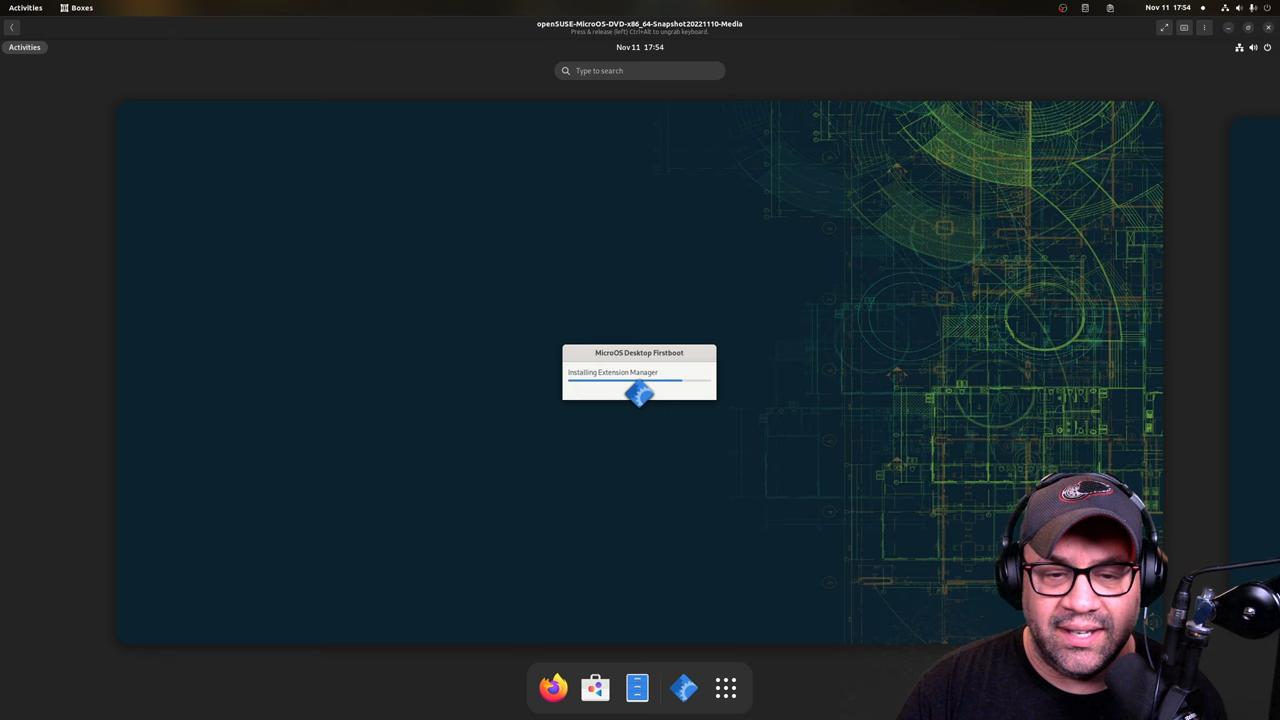 Activities
Boxes
Nov 11 17:54
openSUSE-MicroOS-DVD-x86_64-Snapshot20221110-Media
Press & release (left) Ctrl+Alt to ungrab keyboard.
Activities
Nov 11 17:54
Type to search
MicroOS Desktop Firstboot
Installing Extension Manager